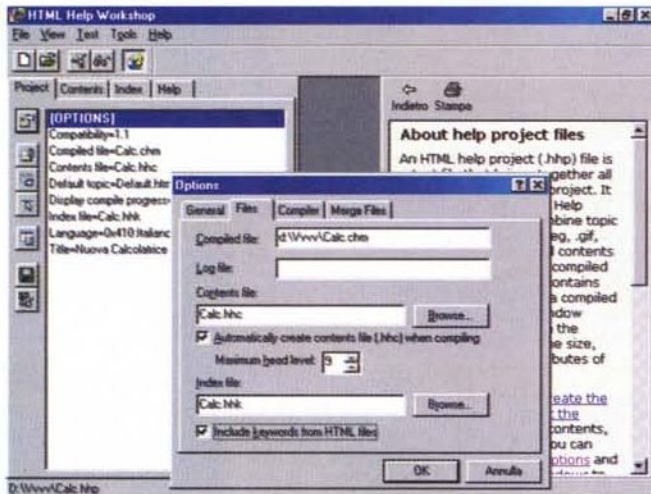 HTML Help Workshop
File View Test Tools Help
Project Contents Index Help
[OPTIONS]
Compatibility=1.1
Compiled file=Calc.chm
Contents file=Calc.hhc
Default topic=Default.htm
Display compile progress=
Index file=Calc.hhk
Language=0x410 Italiano
Title=Nuova Calcolatrice
Indietro Stampa
About help project files
An HTML help project (.hhp) file is
together all
project. It
Help
bine topic
eg, .gif,
d contents
compiled
ontains
a compiled
ndow
n the
e size,
butes of
eate the
t the
contents,
ou can
ptions and
Options
General Files Compiler Merge Files
Compiled file: d:\Vvvv\Calc.chm
Log file:
Contents file:
Calc.hhc Browse...
Automatically create contents file (.hhc) when compiling
Maximum head level: 9
Index file:
Calc.hhk Browse...
Include keywords from HTML files
OK Annulla
D:\Vvvv\Calc.hhp